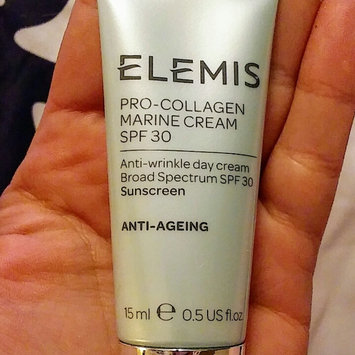 ELEMIS
PRO-COLLAGEN
MARINE CREAM
SPF 30
Anti-wrinkle day cream
Broad Spectrum SPF 30
Sunscreen
ANTI-AGEING
15 ml ℮ 0.5 US fl.oz.